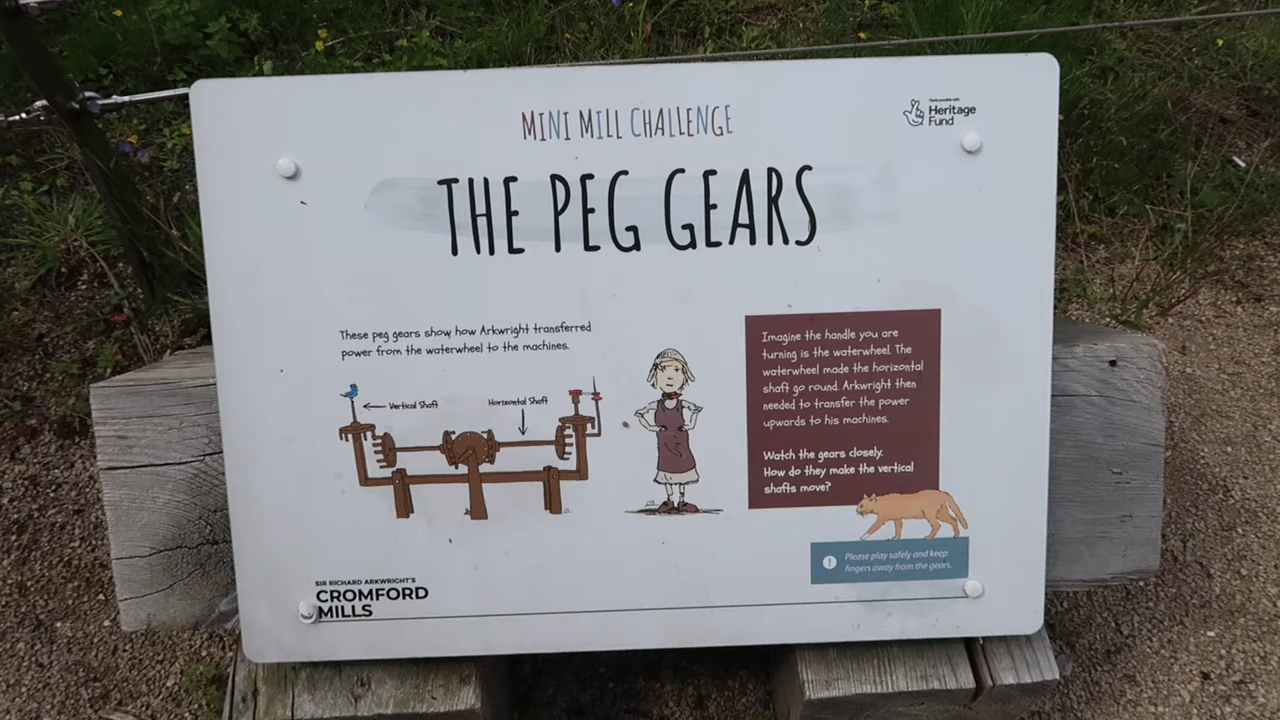 MINI MILL CHALLENGE
Heritage
Fund
THE PEG GEARS
These peg gears show how Arkwright transferred
power from the waterwheel to the machines.
Vertical Shaft
Horizontal Shaft
Imagine the handle you are
turning is the waterwheel. The
waterwheel made the horizontal
shaft go round. Arkwright then
needed to transfer the power
upwards to his machines.
Watch the gears closely.
How do they make the vertical
shafts move?
! Please play safely and keep
fingers away from the gears.
SIR RICHARD ARKWRIGHT'S
CROMFORD
MILLS